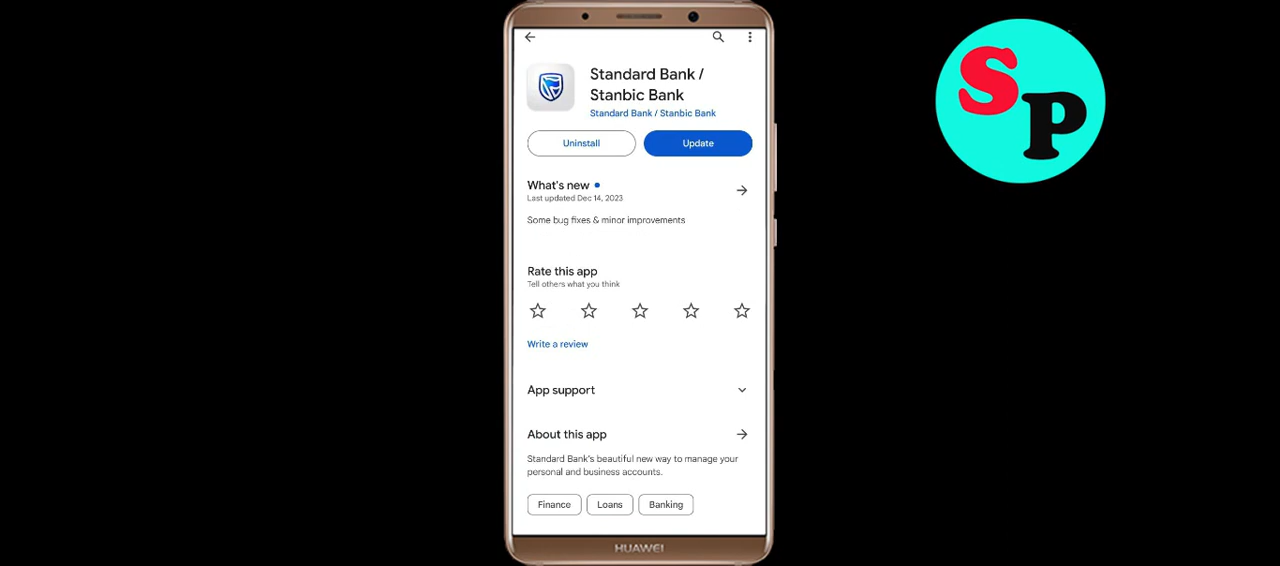 Standard Bank /
Stanbic Bank
Standard Bank / Stanbic Bank
Uninstall
Update
What's new
Last updated Dec 14, 2023
Some bug fixes & minor improvements
Rate this app
Tell others what you think
Write a review
App support
About this app
Standard Bank's beautiful new way to manage your
personal and business accounts.
Finance
Loans
Banking
HUAWEI
SP